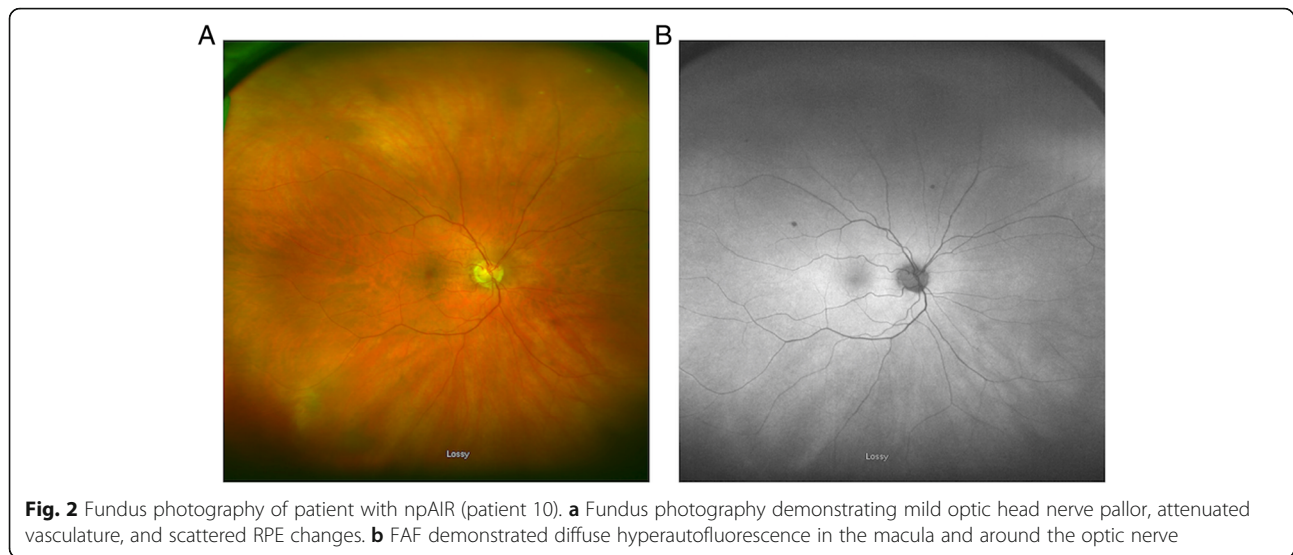 A
B
Lossy
Lossy
Fig. 2 Fundus photography of patient with npAIR (patient 10). a Fundus photography demonstrating mild optic head nerve pallor, attenuated
vasculature, and scattered RPE changes. b FAF demonstrated diffuse hyperautofluorescence in the macula and around the optic nerve